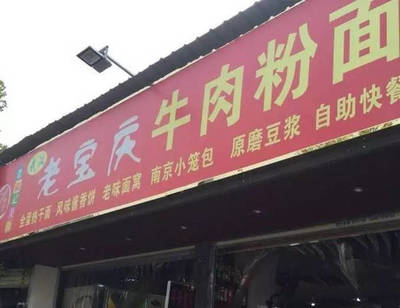 老宝庆 牛肉粉面
全蛋热干面 风味酱香饼 老味面窝 南京小笼包 原磨豆浆 自助快餐